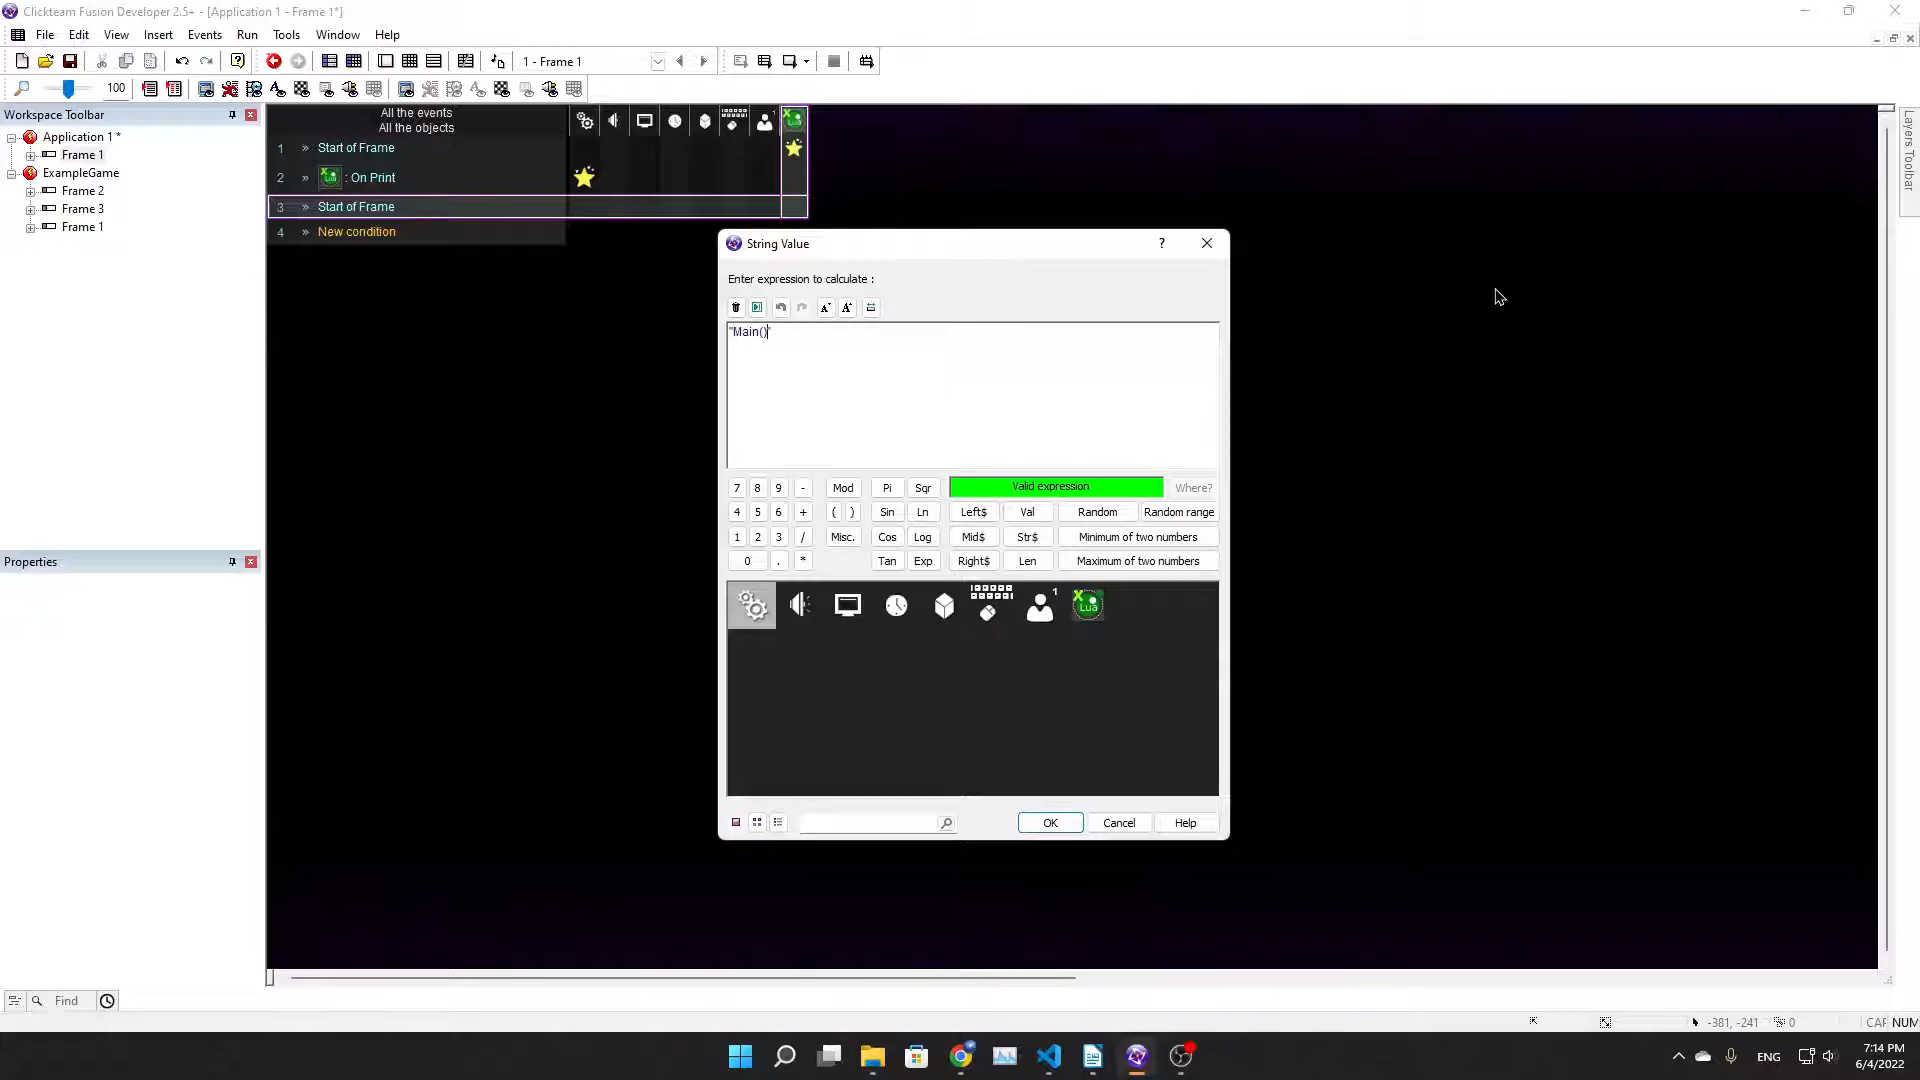 Clickteam Fusion Developer 2.5+ - [Application 1 - Frame 1*]
File Edit View Insert Events Run Tools Window Help
1 - Frame 1
100
Workspace Toolbar
Application 1 *
Frame 1
ExampleGame
Frame 2
Frame 3
Frame 1
All the events
All the objects
1 » Start of Frame
2 » : On Print
3 » Start of Frame
4 » New condition
Layers Toolbar
String Value
Enter expression to calculate :
"Main()"
7 8 9 - Mod Pi Sqr Valid expression Where?
4 5 6 + ( ) Sin Ln Left$ Val Random Random range
1 2 3 / Misc. Cos Log Mid$ Str$ Minimum of two numbers
0 . * Tan Exp Right$ Len Maximum of two numbers
1
Lua
OK Cancel Help
Properties
Find
-381, -241 0 CAP NUM
ENG
7:14 PM
6/4/2022